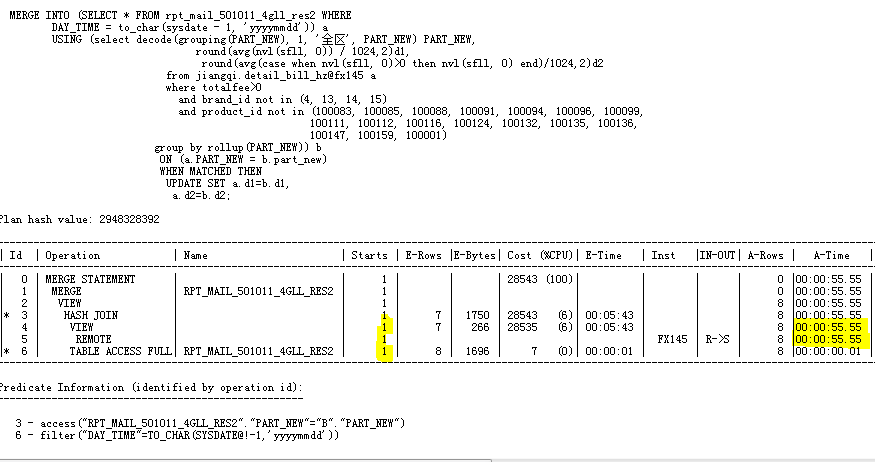 MERGE INTO (SELECT * FROM rpt_mail_501011_4gll_res2 WHERE
DAY_TIME = to_char(sysdate - 1, 'yyyymmdd')) a
USING (select decode(grouping(PART_NEW), 1, '全区', PART_NEW) PART_NEW,
round(avg(nvl(sfll, 0)) / 1024,2)d1,
round(avg(case when nvl(sfll, 0)>0 then nvl(sfll, 0) end)/1024,2)d2
from jiangqi.detail_bill_hz@fx145 a
where totalfee>0
and brand_id not in (4, 13, 14, 15)
and product_id not in (100083, 100085, 100088, 100091, 100094, 100096, 100099,
100111, 100112, 100116, 100124, 100132, 100135, 100136,
100147, 100159, 100001)
group by rollup(PART_NEW)) b
ON (a.PART_NEW = b.part_new)
WHEN MATCHED THEN
UPDATE SET a.d1=b.d1,
a.d2=b.d2;
Plan hash value: 2948328392
| Id | Operation | Name | Starts | E-Rows |E-Bytes| Cost (%CPU)| E-Time | Inst |IN-OUT| A-Rows | A-Time |
| 0 | MERGE STATEMENT | | 1 | | | 28543 (100)| | | | 0 |00:00:55.55 |
| 1 | MERGE | RPT_MAIL_501011_4GLL_RES2 | 1 | | | | | | | 0 |00:00:55.55 |
| 2 | VIEW | | 1 | | | | | | | 8 |00:00:55.55 |
|* 3 | HASH JOIN | | 1 | 7 | 1750 | 28543 (6)| 00:05:43 | | | 8 |00:00:55.55 |
| 4 | VIEW | | 1 | 7 | 266 | 28535 (6)| 00:05:43 | | | 8 |00:00:55.55 |
| 5 | REMOTE | | 1 | | | | | FX145 | R->S | 8 |00:00:55.55 |
|* 6 | TABLE ACCESS FULL| RPT_MAIL_501011_4GLL_RES2 | 1 | 8 | 1696 | 7 (0)| 00:00:01 | | | 8 |00:00:00.01 |
Predicate Information (identified by operation id):
3 - access("RPT_MAIL_501011_4GLL_RES2"."PART_NEW"="B"."PART_NEW")
6 - filter("DAY_TIME"=TO_CHAR(SYSDATE@!-1,'yyyymmdd'))